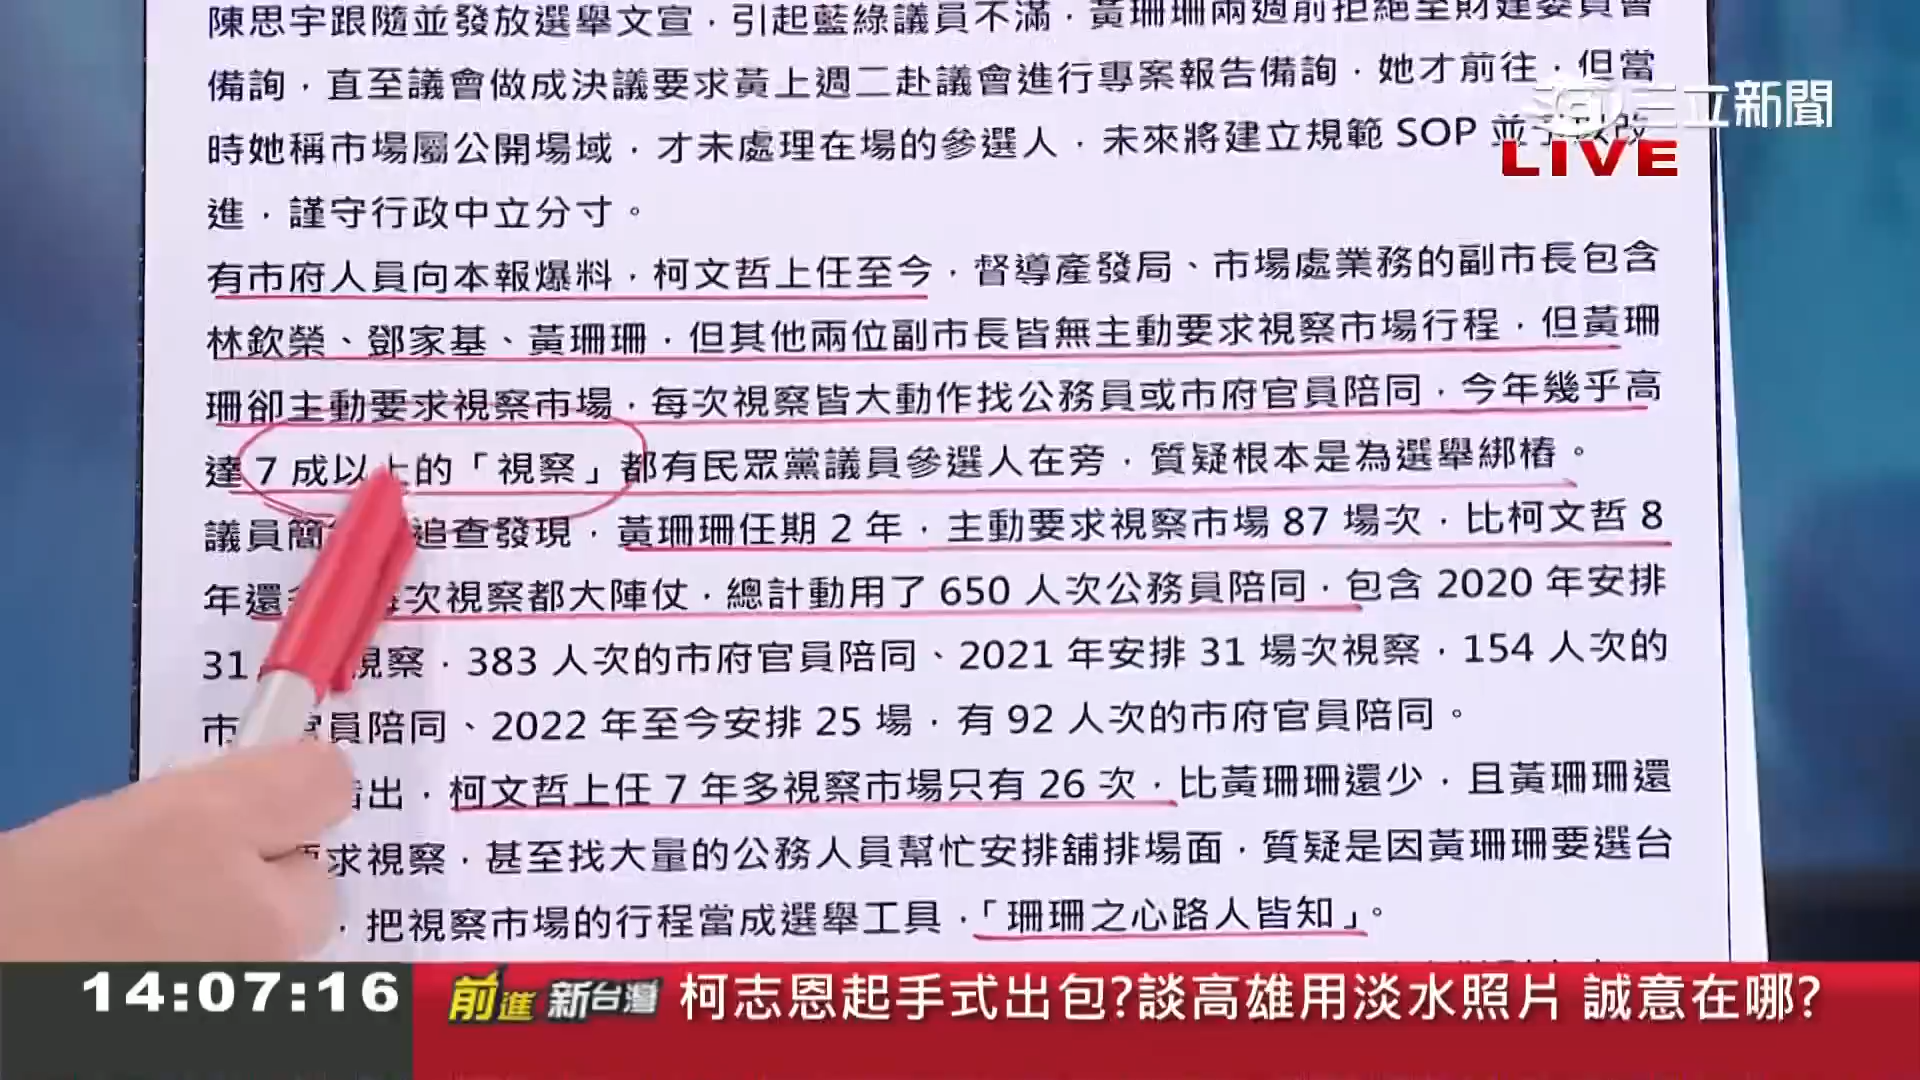 陳思宇跟隨並發放選舉文宣，引起藍綠議員不滿，黃珊珊兩週前拒絕至財建委員會
備詢，直至議會做成決議要求黃上週二赴議會進行專案報告備詢，她才前往，但當
三立新聞
時她稱市場屬公開場域，才未處理在場的參選人，未來將建立規範 SOP 並予以改
LIVE
進，謹守行政中立分寸。
有市府人員向本報爆料，柯文哲上任至今，督導產發局、市場處業務的副市長包含
林欽榮、鄧家基、黃珊珊，但其他兩位副市長皆無主動要求視察市場行程，但黃珊
珊卻主動要求視察市場，每次視察皆大動作找公務員或市府官員陪同，今年幾乎高
達 7 成以上的「視察」都有民眾黨議員參選人在旁，質疑根本是為選舉綁樁。
議員簡 追查發現，黃珊珊任期 2 年，主動要求視察市場 87 場次，比柯文哲 8
年還 每次視察都大陣仗，總計動用了 650 人次公務員陪同，包含 2020 年安排
31 視察，383 人次的市府官員陪同、2021 年安排 31 場次視察，154 人次的
市 官員陪同、2022 年至今安排 25 場，有 92 人次的市府官員陪同。
指出，柯文哲上任 7 年多視察市場只有 26 次，比黃珊珊還少，且黃珊珊還
要求視察，甚至找大量的公務人員幫忙安排舖排場面，質疑是因黃珊珊要選台
，把視察市場的行程當成選舉工具，「珊珊之心路人皆知」。
14:07:16 前進新台灣 柯志恩起手式出包?談高雄用淡水照片 誠意在哪?